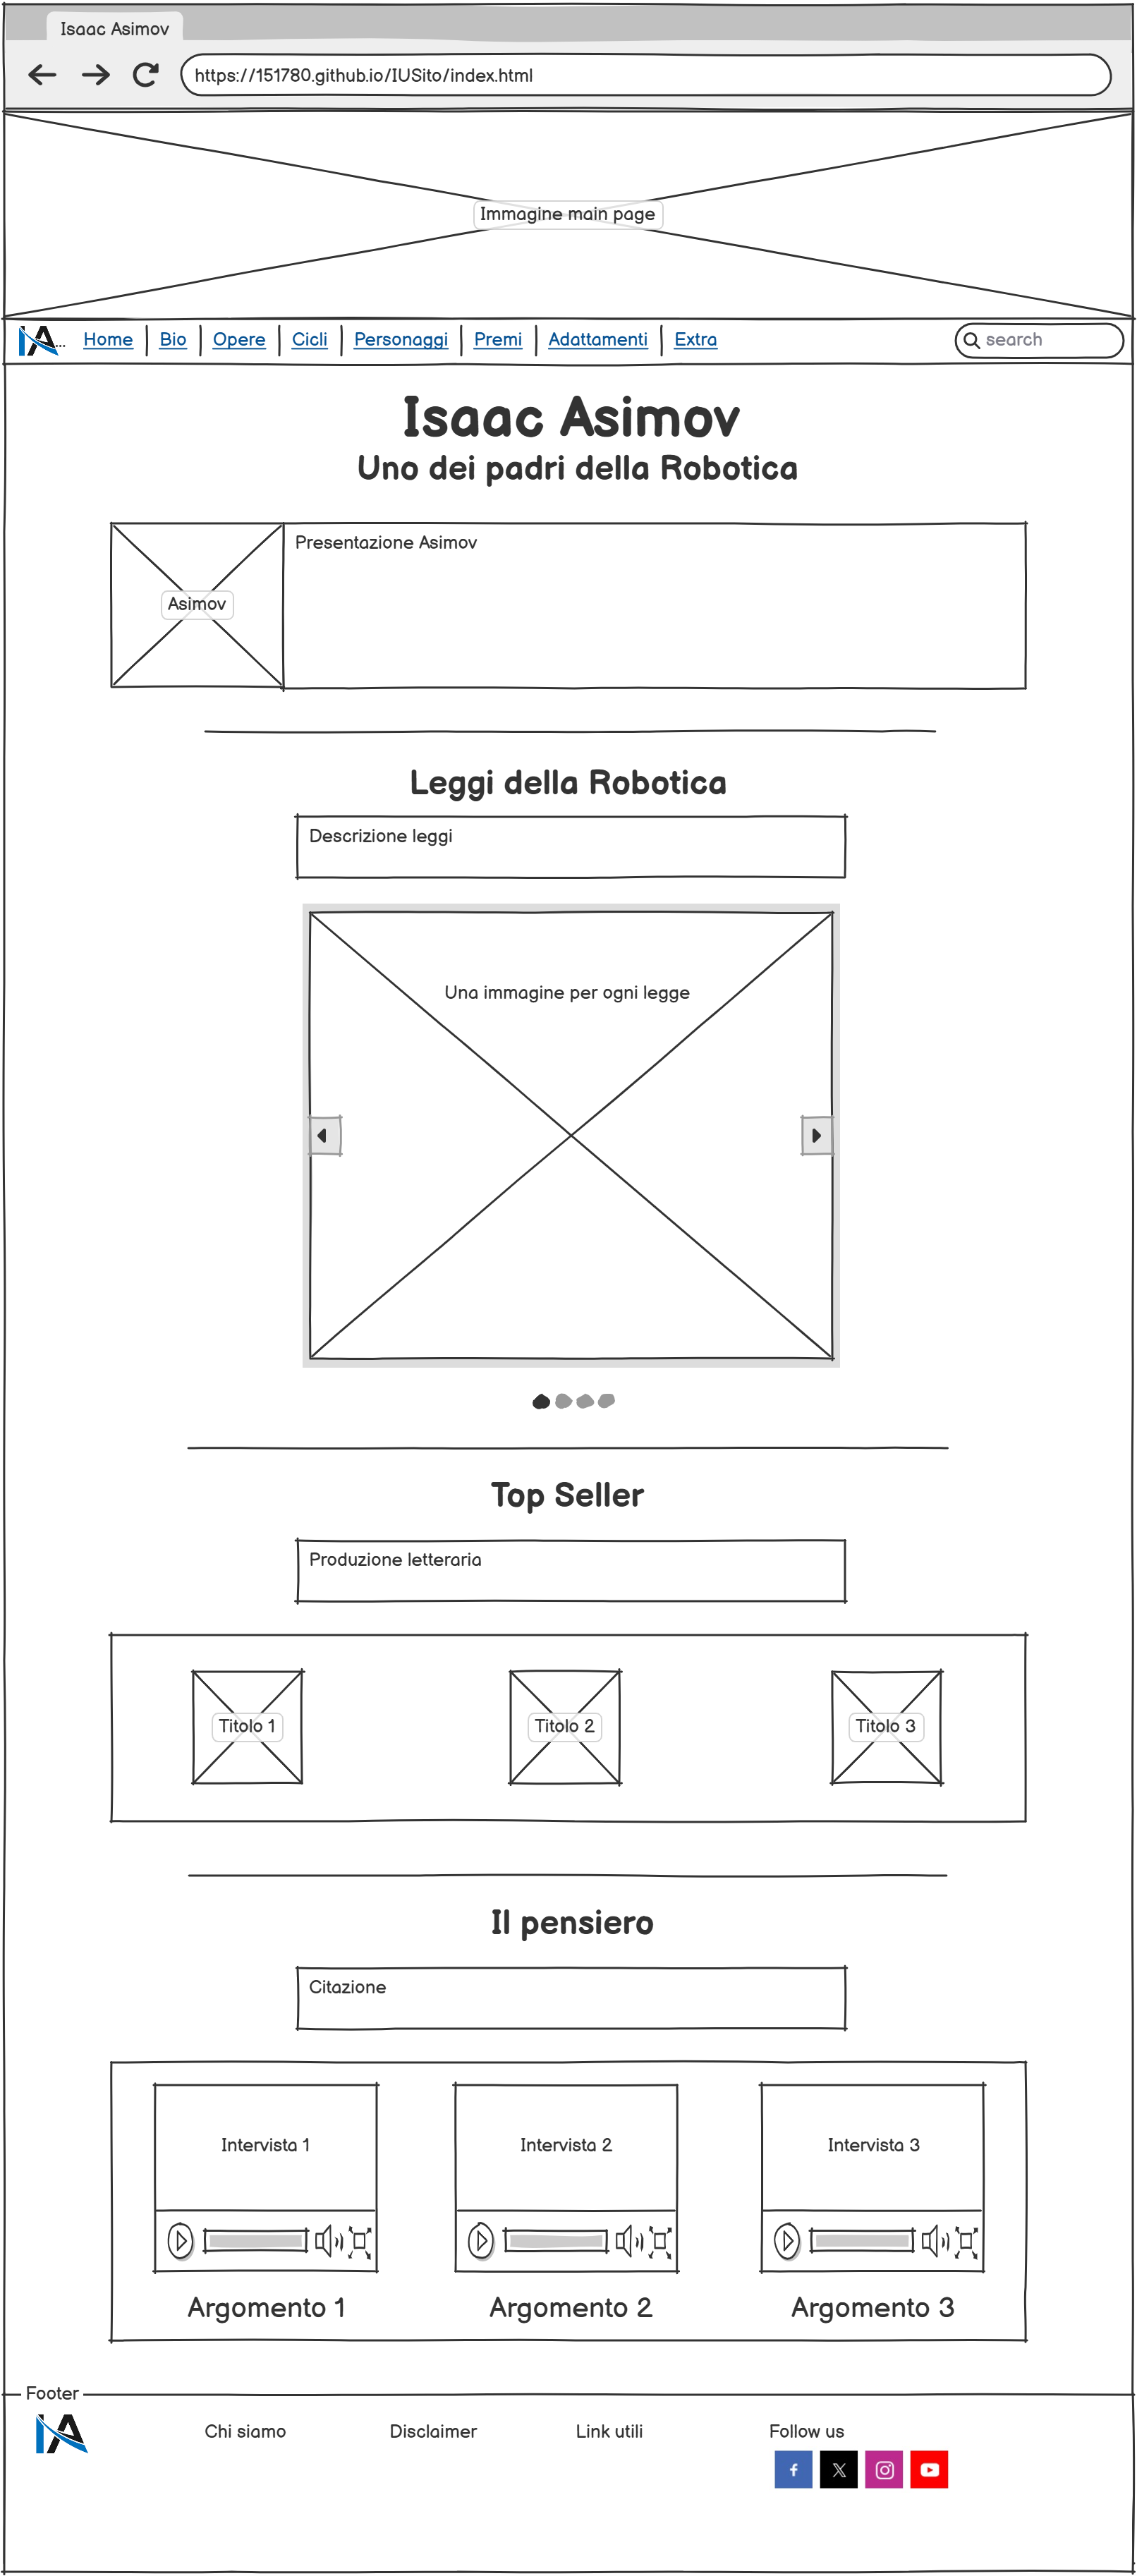 Isaac Asimov
https://151780.github.io/IUSito/index.html
Immagine main page
IA... Home Bio Opere Cicli Personaggi Premi Adattamenti Extra search
Isaac Asimov
Uno dei padri della Robotica
Presentazione Asimov
Asimov
Leggi della Robotica
Descrizione leggi
Una immagine per ogni legge
Top Seller
Produzione letteraria
Titolo 1 Titolo 2 Titolo 3
Il pensiero
Citazione
Intervista 1 Intervista 2 Intervista 3
Argomento 1 Argomento 2 Argomento 3
Footer
IA Chi siamo Disclaimer Link utili Follow us